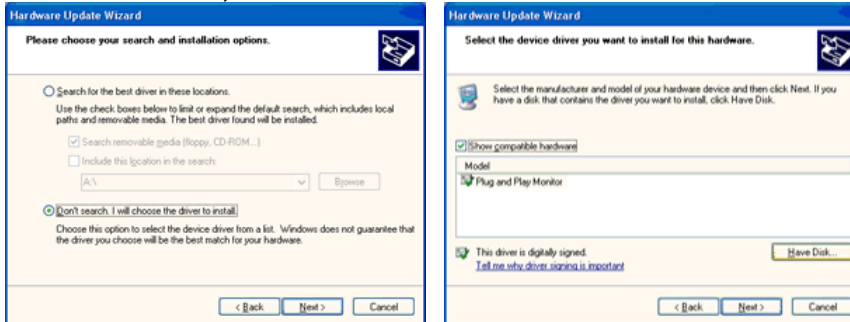 Hardware Update Wizard
Please choose your search and installation options.
Search for the best driver in these locations.
Use the check boxes below to limit or expand the default search, which includes local
paths and removable media. The best driver found will be installed.
Search removable media (floppy, CD-ROM...)
Include this location in the search:
A:\
Browse
Don't search. I will choose the driver to install.
Choose this option to select the device driver from a list. Windows does not guarantee that
the driver you choose will be the best match for your hardware.
< Back
Next >
Cancel
Hardware Update Wizard
Select the device driver you want to install for this hardware.
Select the manufacturer and model of your hardware device and then click Next. If you
have a disk that contains the driver you want to install, click Have Disk.
Show compatible hardware
Model
Plug and Play Monitor
This driver is digitally signed.
Tell me why driver signing is important
Have Disk...
< Back
Next >
Cancel